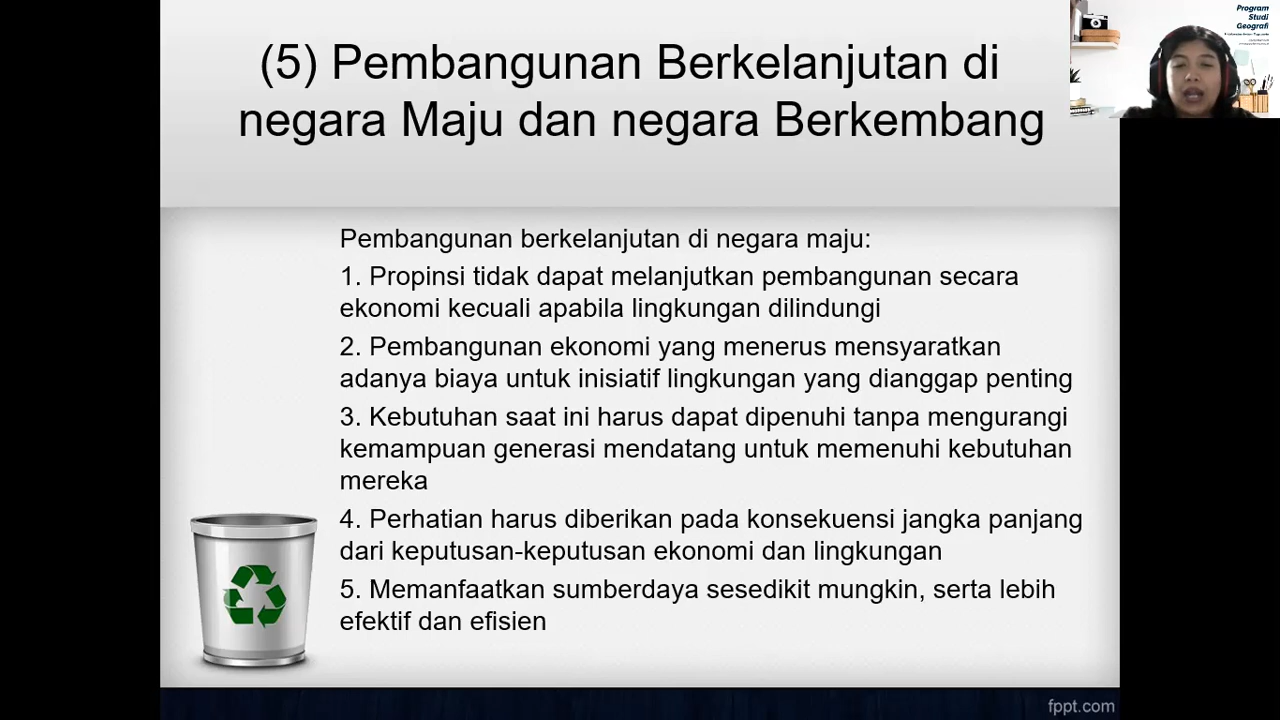 (5) Pembangunan Berkelanjutan di
negara Maju dan negara Berkembang
Program
Studi
Geografi
Pembangunan berkelanjutan di negara maju:
1. Propinsi tidak dapat melanjutkan pembangunan secara
ekonomi kecuali apabila lingkungan dilindungi
2. Pembangunan ekonomi yang menerus mensyaratkan
adanya biaya untuk inisiatif lingkungan yang dianggap penting
3. Kebutuhan saat ini harus dapat dipenuhi tanpa mengurangi
kemampuan generasi mendatang untuk memenuhi kebutuhan
mereka
4. Perhatian harus diberikan pada konsekuensi jangka panjang
dari keputusan-keputusan ekonomi dan lingkungan
5. Memanfaatkan sumberdaya sesedikit mungkin, serta lebih
efektif dan efisien
fppt.com